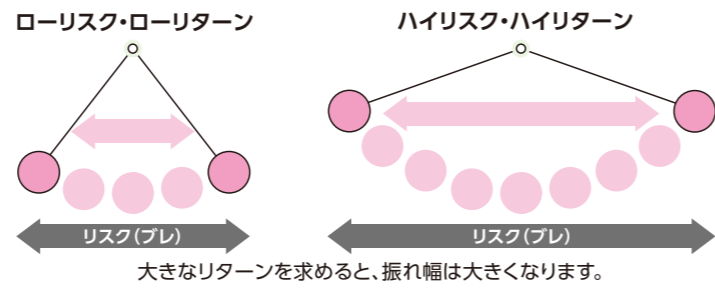 ローリスク・ローリターン
ハイリスク・ハイリターン
リスク（ブレ）
リスク（ブレ）
大きなリターンを求めると、振れ幅は大きくなります。